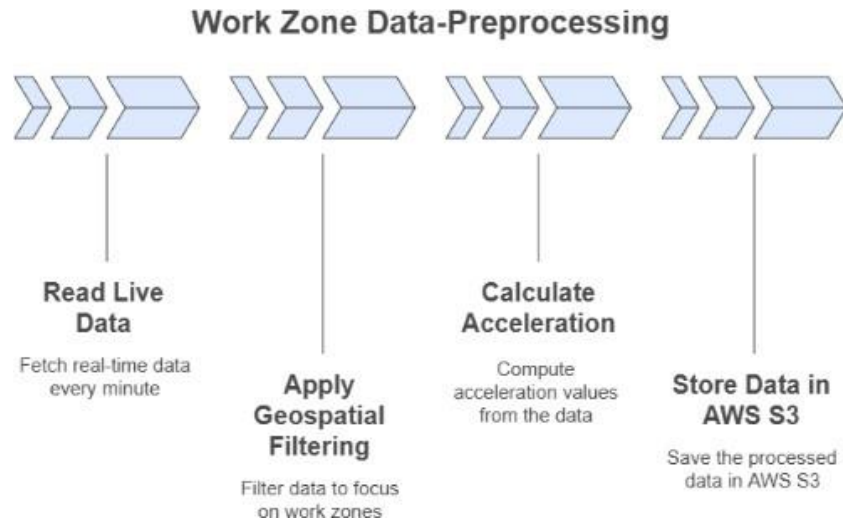 Work Zone Data-Preprocessing
Read Live
Data
Fetch real-time data
every minute
Apply
Geospatial
Filtering
Filter data to focus
on work zones
Calculate
Acceleration
Compute
acceleration values
from the data
Store Data in
AWS S3
Save the processed
data in AWS S3